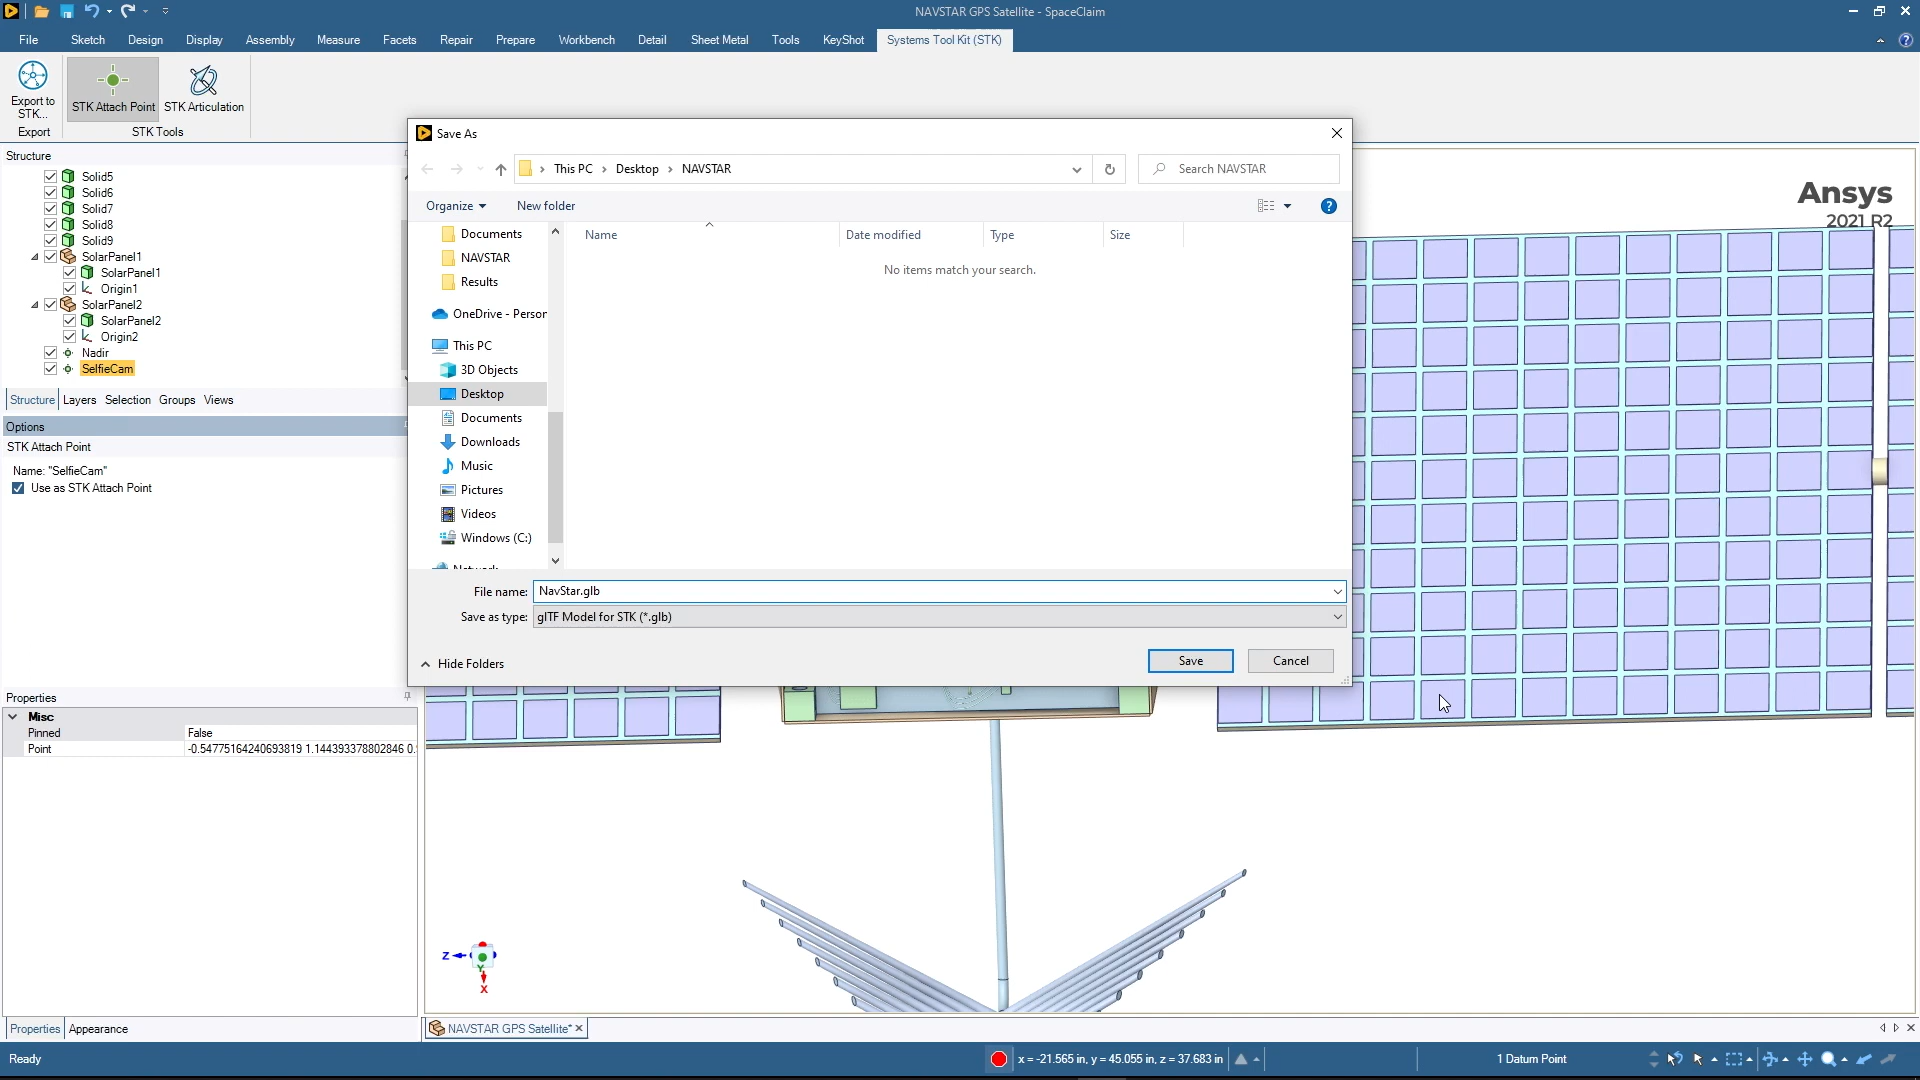 NAVSTAR GPS Satellite - SpaceClaim
File Sketch Design Display Assembly Measure Facets Repair Prepare Workbench Detail Sheet Metal Tools KeyShot Systems Tool Kit (STK)
Export to STK...
STK Attach Point
STK Articulation
Export
STK Tools
Structure
Solid5
Solid6
Solid7
Solid8
Solid9
SolarPanel1
SolarPanel1
Origin1
SolarPanel2
SolarPanel2
Origin2
Nadir
SelfieCam
Structure Layers Selection Groups Views
Options
STK Attach Point
Name: "SelfieCam"
Use as STK Attach Point
Properties
Misc
Pinned False
Point -0.54775164240693819 1.144393378802846 0.
Properties Appearance
Save As
This PC Desktop NAVSTAR
Search NAVSTAR
Organize New folder
Documents
NAVSTAR
Results
OneDrive - Person
This PC
3D Objects
Desktop
Documents
Downloads
Music
Pictures
Videos
Windows (C:)
Name Date modified Type Size
No items match your search.
File name: NavStar.glb
Save as type: glTF Model for STK (*.glb)
Hide Folders
Save Cancel
Ansys
2021 R2
Z
Y
X
NAVSTAR GPS Satellite*
Ready
x = -21.565 in, y = 45.055 in, z = 37.683 in
1 Datum Point